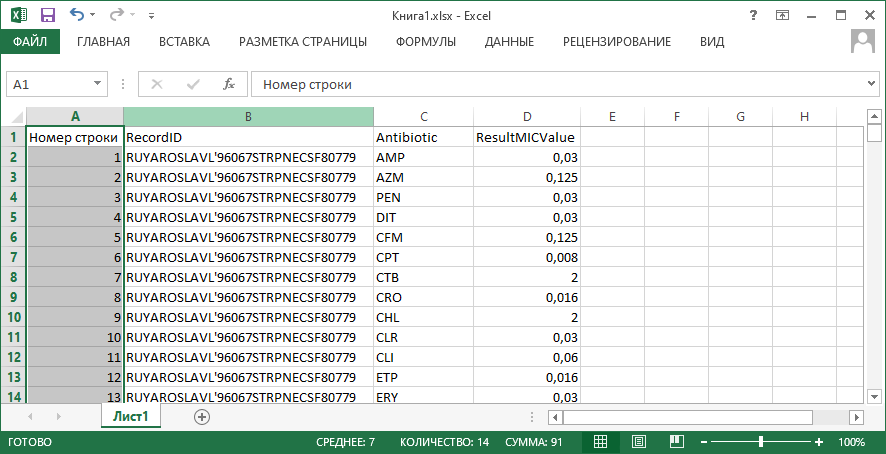 Книга1.xlsx - Excel
ФАЙЛ ГЛАВНАЯ ВСТАВКА РАЗМЕТКА СТРАНИЦЫ ФОРМУЛЫ ДАННЫЕ РЕЦЕНЗИРОВАНИЕ ВИД
A1 fx Номер строки
A B C D E F G H
1 Номер строки RecordID Antibiotic ResultMICValue
2 1 RUYAROSLAVL'96067STRPNECSF80779 AMP 0,03
3 2 RUYAROSLAVL'96067STRPNECSF80779 AZM 0,125
4 3 RUYAROSLAVL'96067STRPNECSF80779 PEN 0,03
5 4 RUYAROSLAVL'96067STRPNECSF80779 DIT 0,03
6 5 RUYAROSLAVL'96067STRPNECSF80779 CFM 0,125
7 6 RUYAROSLAVL'96067STRPNECSF80779 CPT 0,008
8 7 RUYAROSLAVL'96067STRPNECSF80779 CTB 2
9 8 RUYAROSLAVL'96067STRPNECSF80779 CRO 0,016
10 9 RUYAROSLAVL'96067STRPNECSF80779 CHL 2
11 10 RUYAROSLAVL'96067STRPNECSF80779 CLR 0,03
12 11 RUYAROSLAVL'96067STRPNECSF80779 CLI 0,06
13 12 RUYAROSLAVL'96067STRPNECSF80779 ETP 0,016
14 13 RUYAROSLAVL'96067STRPNECSF80779 ERY 0,03
Лист1
ГОТОВО СРЕДНЕЕ: 7 КОЛИЧЕСТВО: 14 СУММА: 91 100%